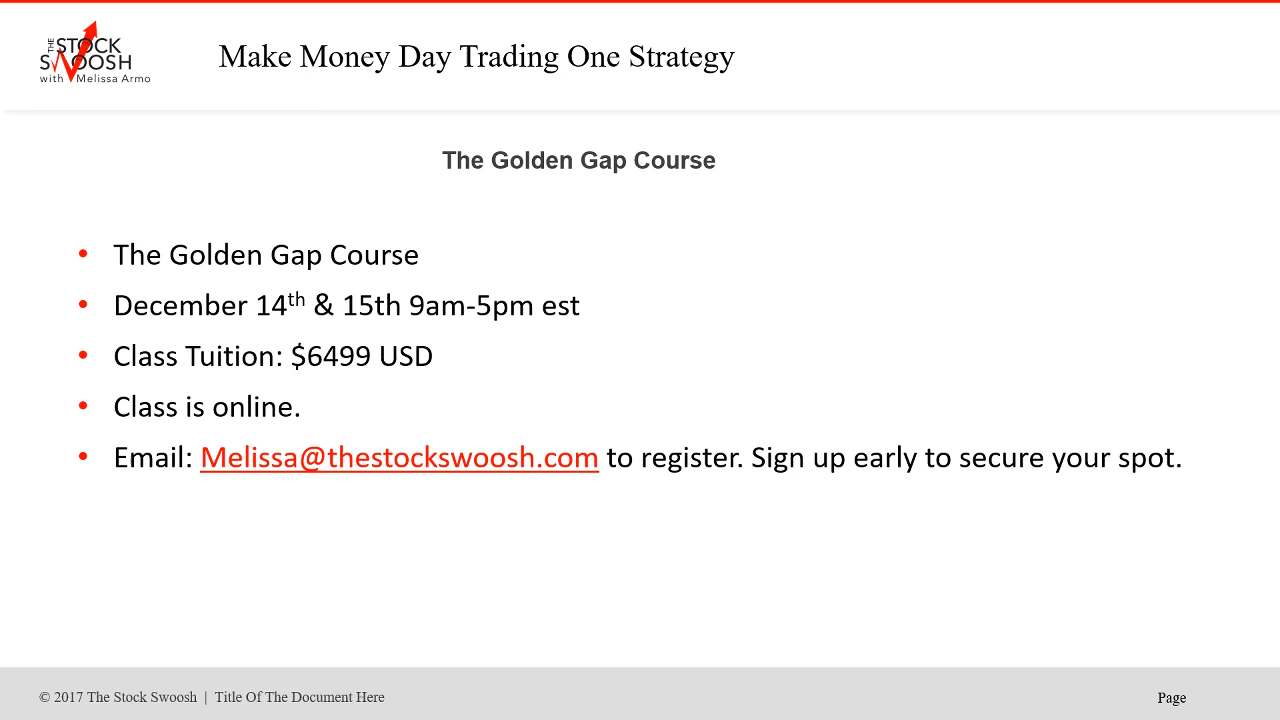 THE STOCK
SWOOSH
with Melissa Armo
Make Money Day Trading One Strategy
The Golden Gap Course
• The Golden Gap Course
• December 14th & 15th 9am-5pm est
• Class Tuition: $6499 USD
• Class is online.
• Email: Melissa@thestockswoosh.com to register. Sign up early to secure your spot.
© 2017 The Stock Swoosh | Title Of The Document Here
Page